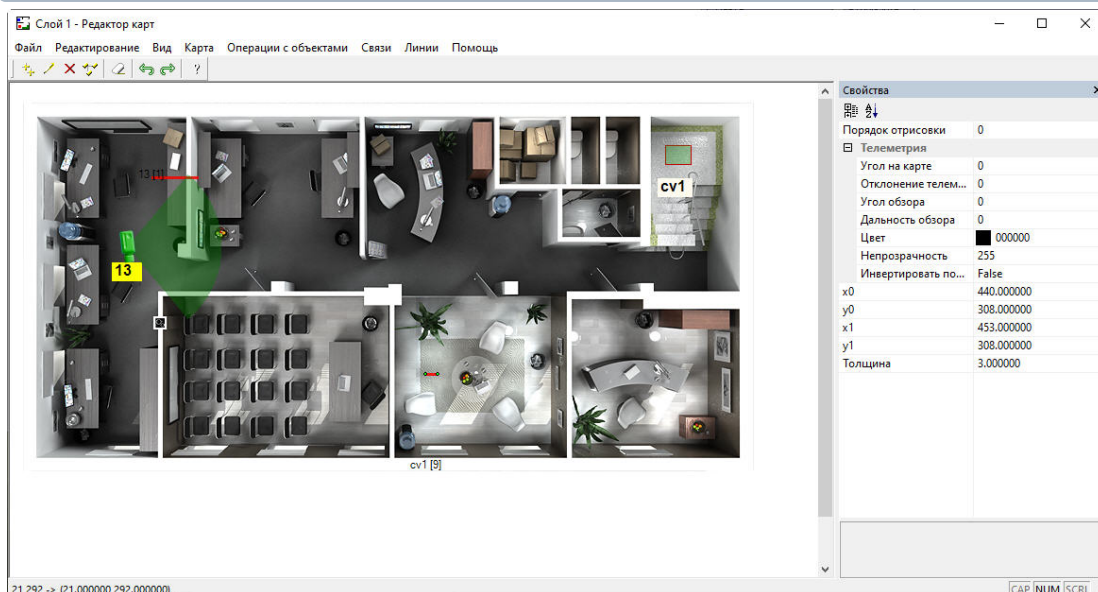 Слой 1 - Редактор карт
Файл Редактирование Вид Карта Операции с объектами Связи Линии Помощь
?
Свойства
Порядок отрисовки 0
Телеметрия
Угол на карте 0
Отклонение телем... 0
Угол обзора 0
Дальность обзора 0
Цвет 000000
Непрозрачность 255
Инвертировать по... False
x0 440.000000
y0 308.000000
x1 453.000000
y1 308.000000
Толщина 3.000000
13 [1]
cv1
13
cv1 [9]
21,292 -> (21.000000,292.000000)
CAP NUM SCRL